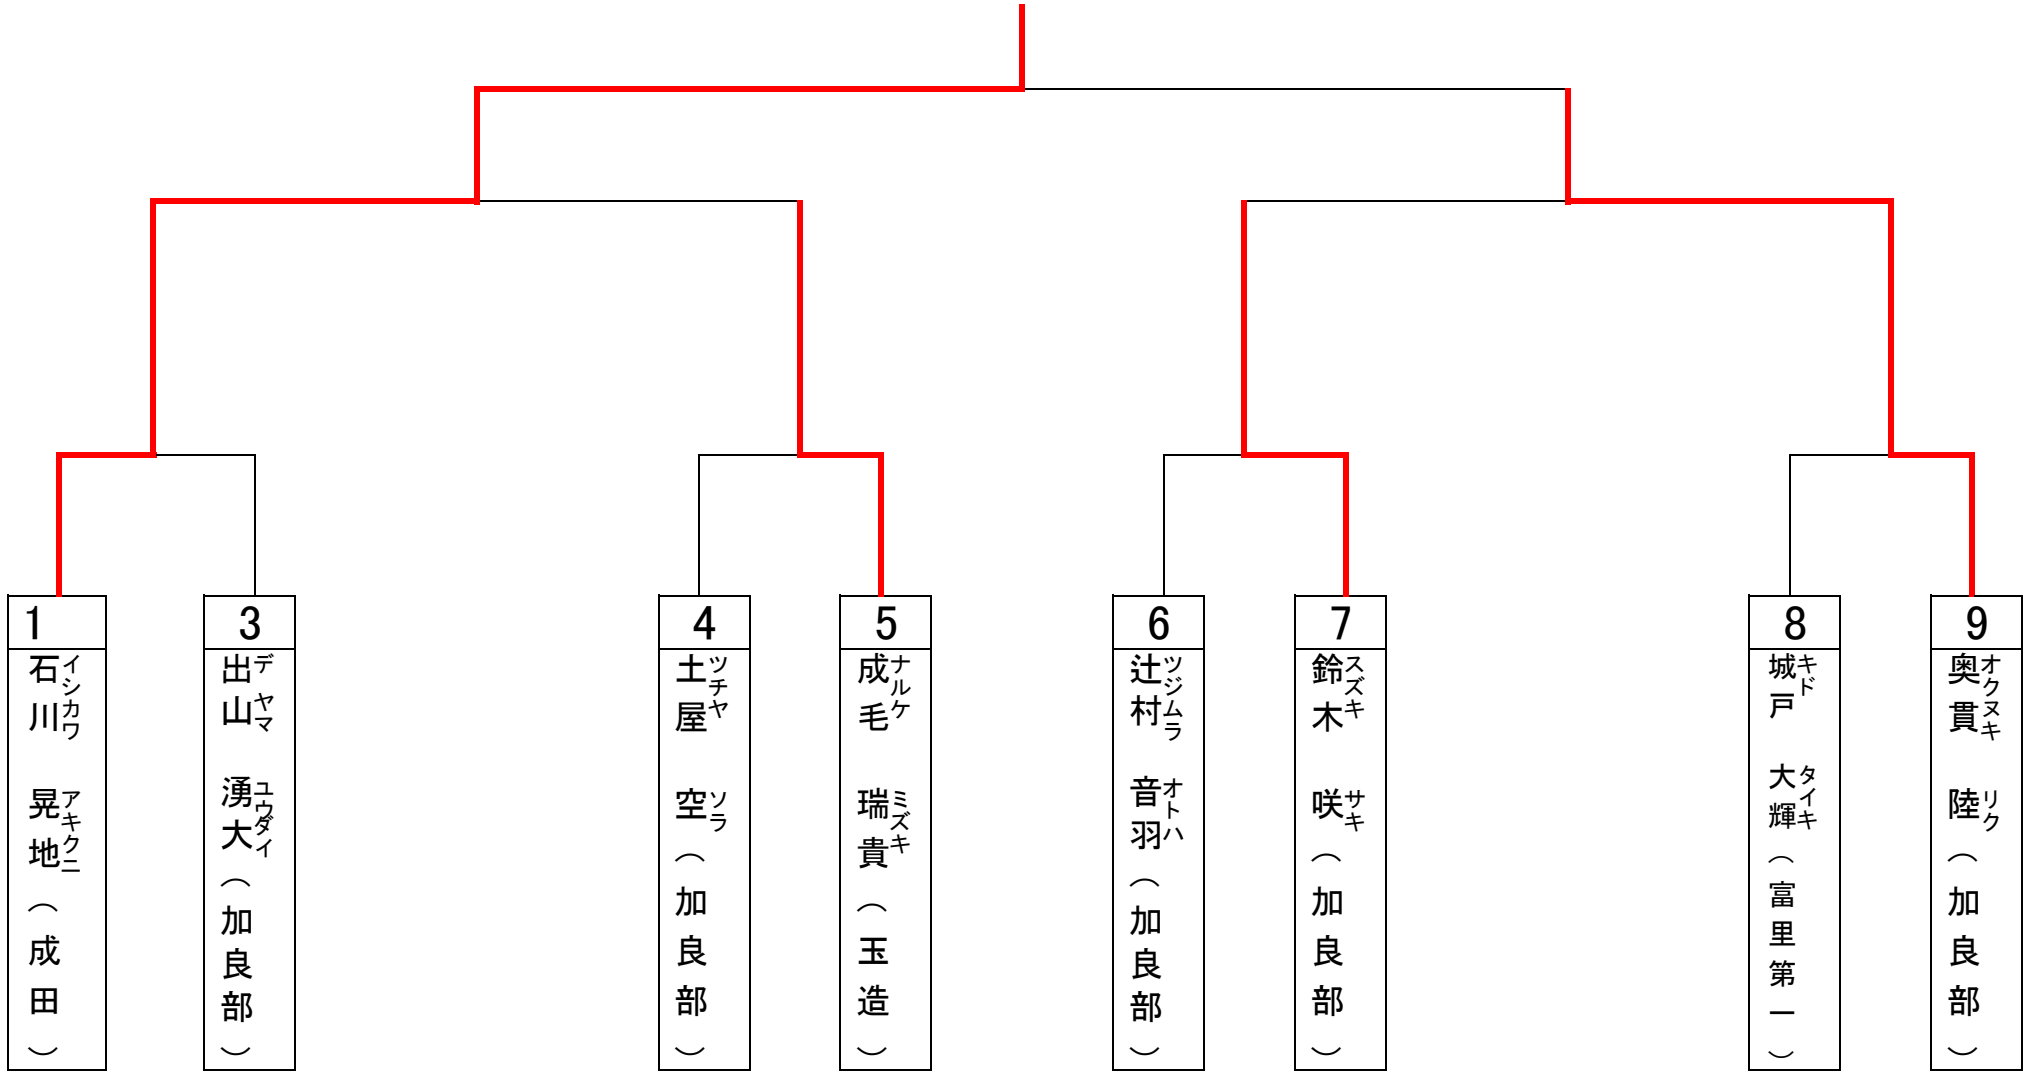 1
石川 晃地（成田）
イシカワ アキクニ
3
出山 湧大（加良部）
デヤマ ユウダイ
4
土屋 空（加良部）
ツチヤ ソラ
5
成毛 瑞貴（玉造）
ナルケ ミズキ
6
辻村 音羽（加良部）
ツジムラ オトハ
7
鈴木 咲（加良部）
スズキ サキ
8
城戸 大輝（富里第一）
キド タイキ
9
奥貫 陸（加良部）
オクヌキ リク